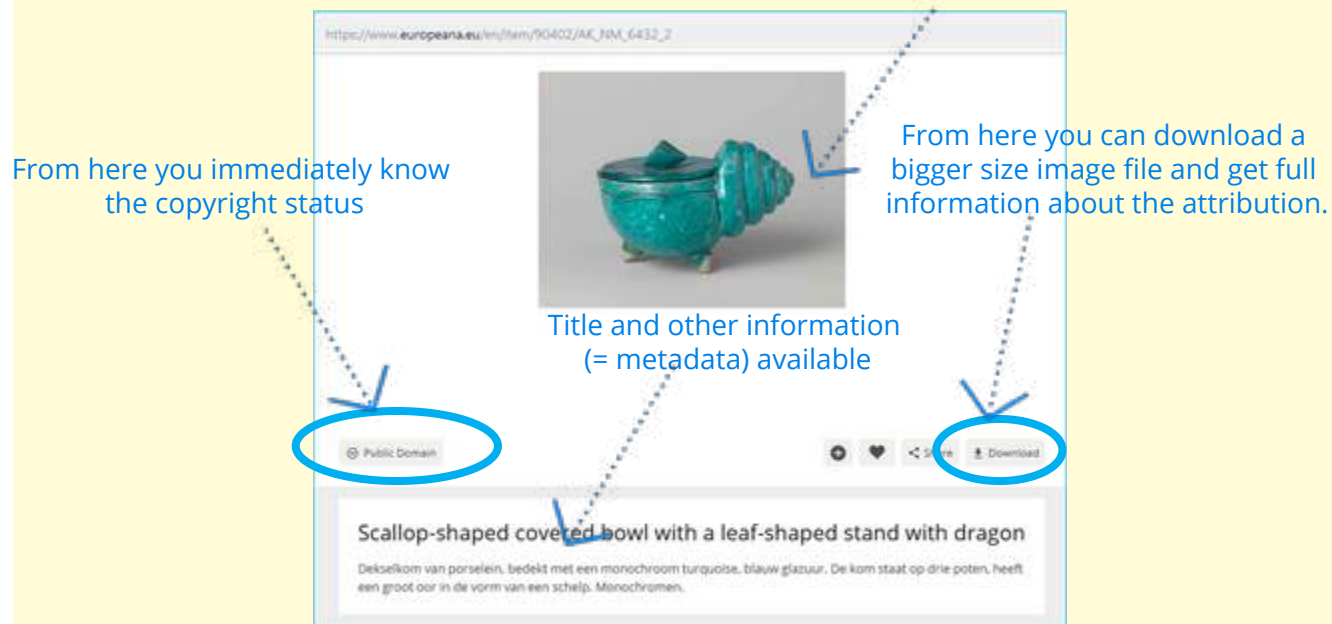 https://www.europeana.eu/en/item/90402/AK_NM_6432_2
From here you can download a
bigger size image file and get full
information about the attribution.
From here you immediately know
the copyright status
Title and other information
(= metadata) available
Public Domain
Share
Download
Scallop-shaped covered bowl with a leaf-shaped stand with dragon
Dekselkom van porselein, bedekt met een monochroom turquoise, blauw glazuur. De kom staat op drie poten, heeft
een groot oor in de vorm van een schelp. Monochromen.